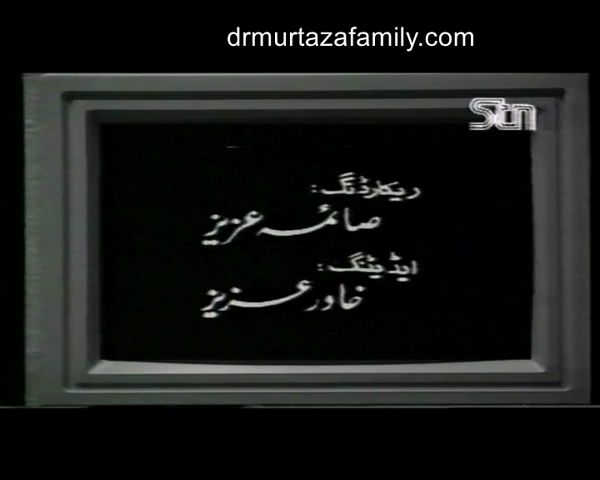 drmurtazafamily.com
Stn
ریکارڈنگ:
صائمہ عزیز
ایڈیٹنگ:
خاور عزیز